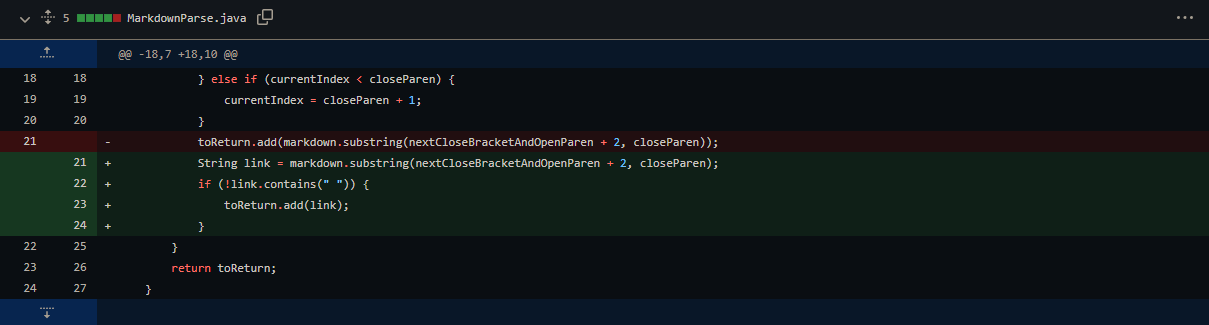 5 MarkdownParse.java
@@ -18,7 +18,10 @@
18 18 } else if (currentIndex < closeParen) {
19 19 currentIndex = closeParen + 1;
20 20 }
21 - toReturn.add(markdown.substring(nextCloseBracketAndOpenParen + 2, closeParen));
21 + String link = markdown.substring(nextCloseBracketAndOpenParen + 2, closeParen);
22 + if (!link.contains(" ")) {
23 + toReturn.add(link);
24 + }
22 25 }
23 26 return toReturn;
24 27 }